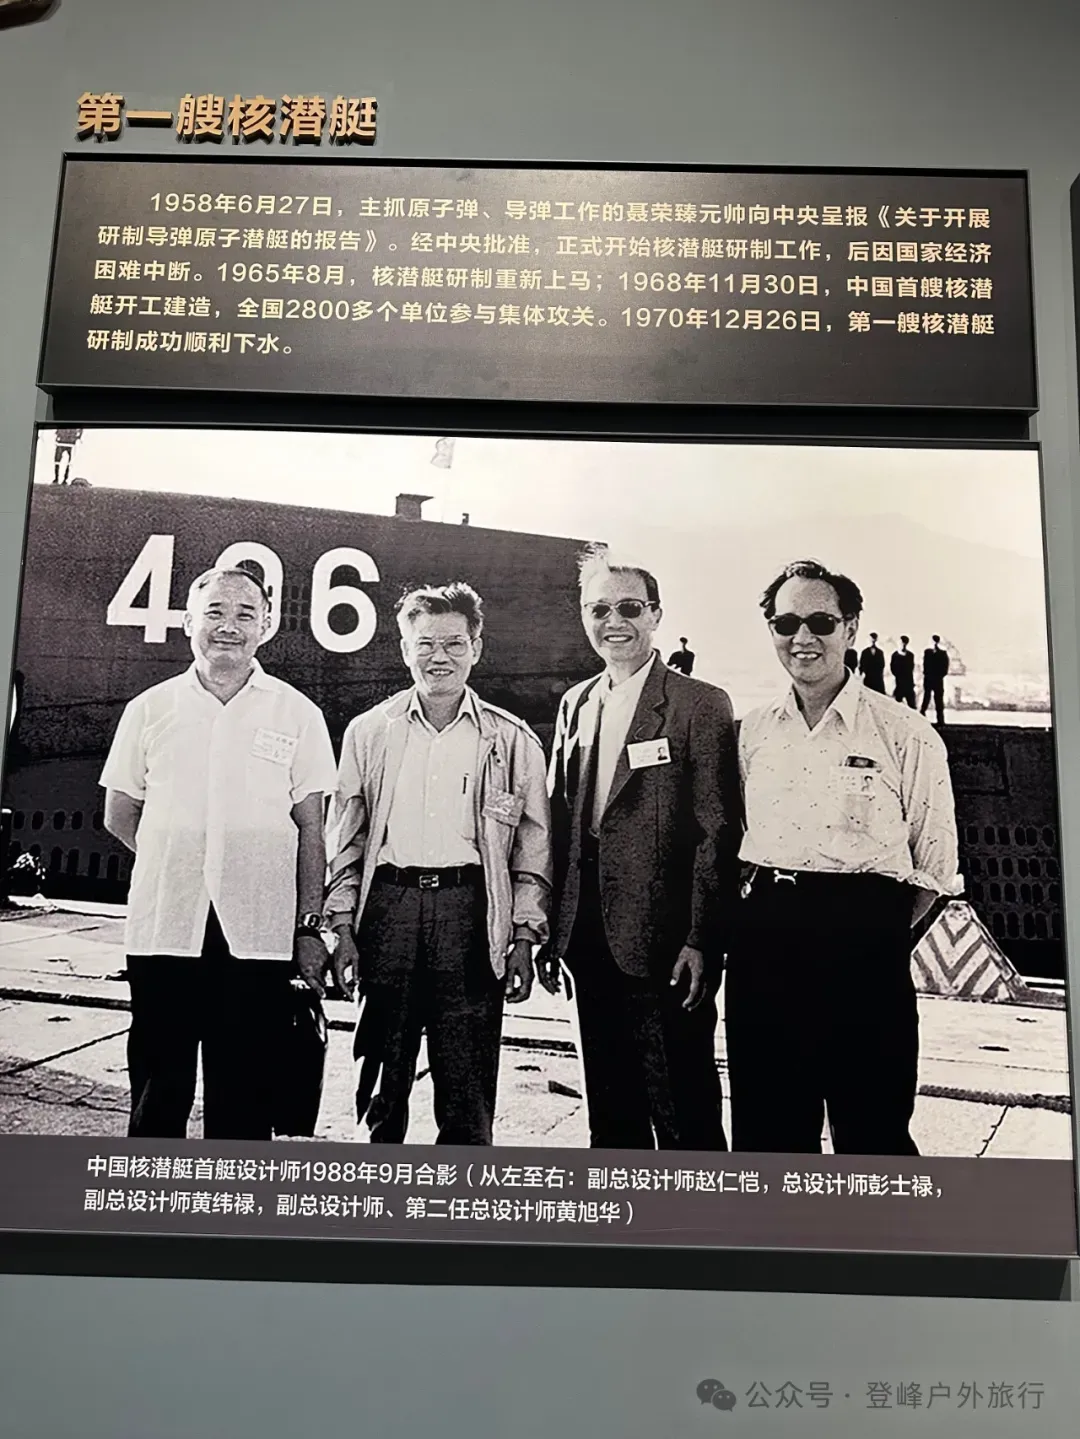 第一艘核潜艇
1958年6月27日，主抓原子弹、导弹工作的聂荣臻元帅向中央呈报《关于开展
研制导弹原子潜艇的报告》。经中央批准，正式开始核潜艇研制工作，后因国家经济
困难中断。1965年8月，核潜艇研制重新上马；1968年11月30日，中国首艘核潜
艇开工建造，全国2800多个单位参与集体攻关。1970年12月26日，第一艘核潜艇
研制成功顺利下水。
4 6
中国核潜艇首艇设计师1988年9月合影（从左至右：副总设计师赵仁恺，总设计师彭士禄，
副总设计师黄纬禄，副总设计师、第二任总设计师黄旭华）
公众号·登峰户外旅行